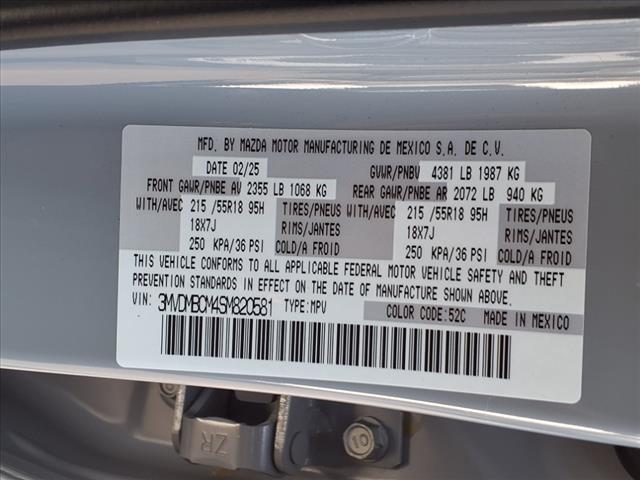 MFD. BY MAZDA MOTOR MANUFACTURING DE MEXICO S.A. DE C.V.
DATE 02/25 GVWR/PNBV 4381 LB 1987 KG
FRONT GAWR/PNBE AV 2355 LB 1068 KG REAR GAWR/PNBE AR 2072 LB 940 KG
WITH/AVEC 215 /55R18 95H TIRES/PNEUS WITH/AVEC 215 /55R18 95H TIRES/PNEUS
18X7J RIMS/JANTES 18X7J RIMS/JANTES
250 KPA/36 PSI COLD/A FROID 250 KPA/36 PSI COLD/A FROID
THIS VEHICLE CONFORMS TO ALL APPLICABLE FEDERAL MOTOR VEHICLE SAFETY AND THEFT
PREVENTION STANDARDS IN EFFECT ON THE DATE OF MANUFACTURE SHOWN ABOVE.
VIN: 3MVDMBCM4SM820581 TYPE: MPV COLOR CODE: 52C MADE IN MEXICO
ZR 10